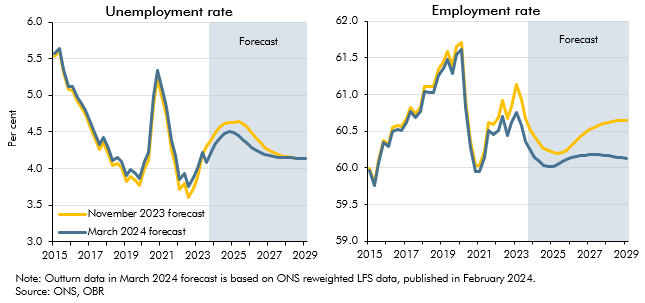 Unemployment rate
6.0
5.5
5.0
4.5
4.0
3.5
3.0
Per cent
Forecast
November 2023 forecast
March 2024 forecast
2015 2017 2019 2021 2023 2025 2027 2029
Employment rate
62.0
61.5
61.0
60.5
60.0
59.5
59.0
Forecast
2015 2017 2019 2021 2023 2025 2027 2029
Note: Outturn data in March 2024 forecast is based on ONS reweighted LFS data, published in February 2024.
Source: ONS, OBR